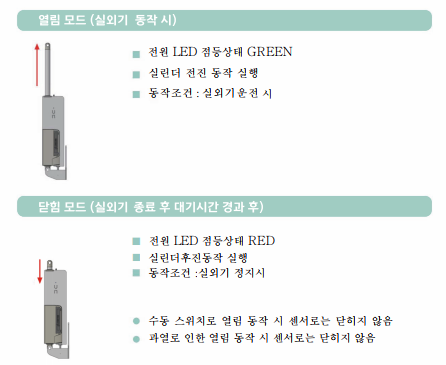 열림 모드 (실외기 동작 시)
전원 LED 점등상태 GREEN
실린더 전진 동작 실행
동작조건 : 실외기운전 시
닫힘 모드 (실외기 종료 후 대기시간 경과 후)
전원 LED 점등상태 RED
실린더후진동작 실행
동작조건 :실외기 정지시
수동 스위치로 열림 동작 시 센서로는 닫히지 않음
과열로 인한 열림 동작 시 센서로는 닫히지 않음